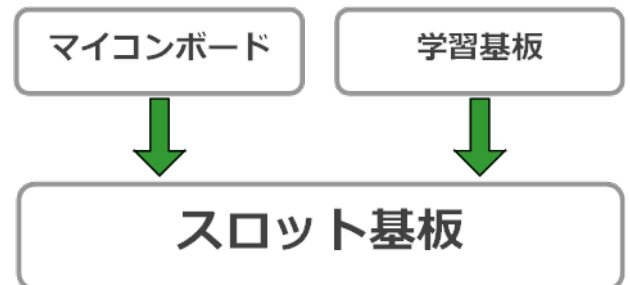 マイコンボード
学習基板
スロット基板